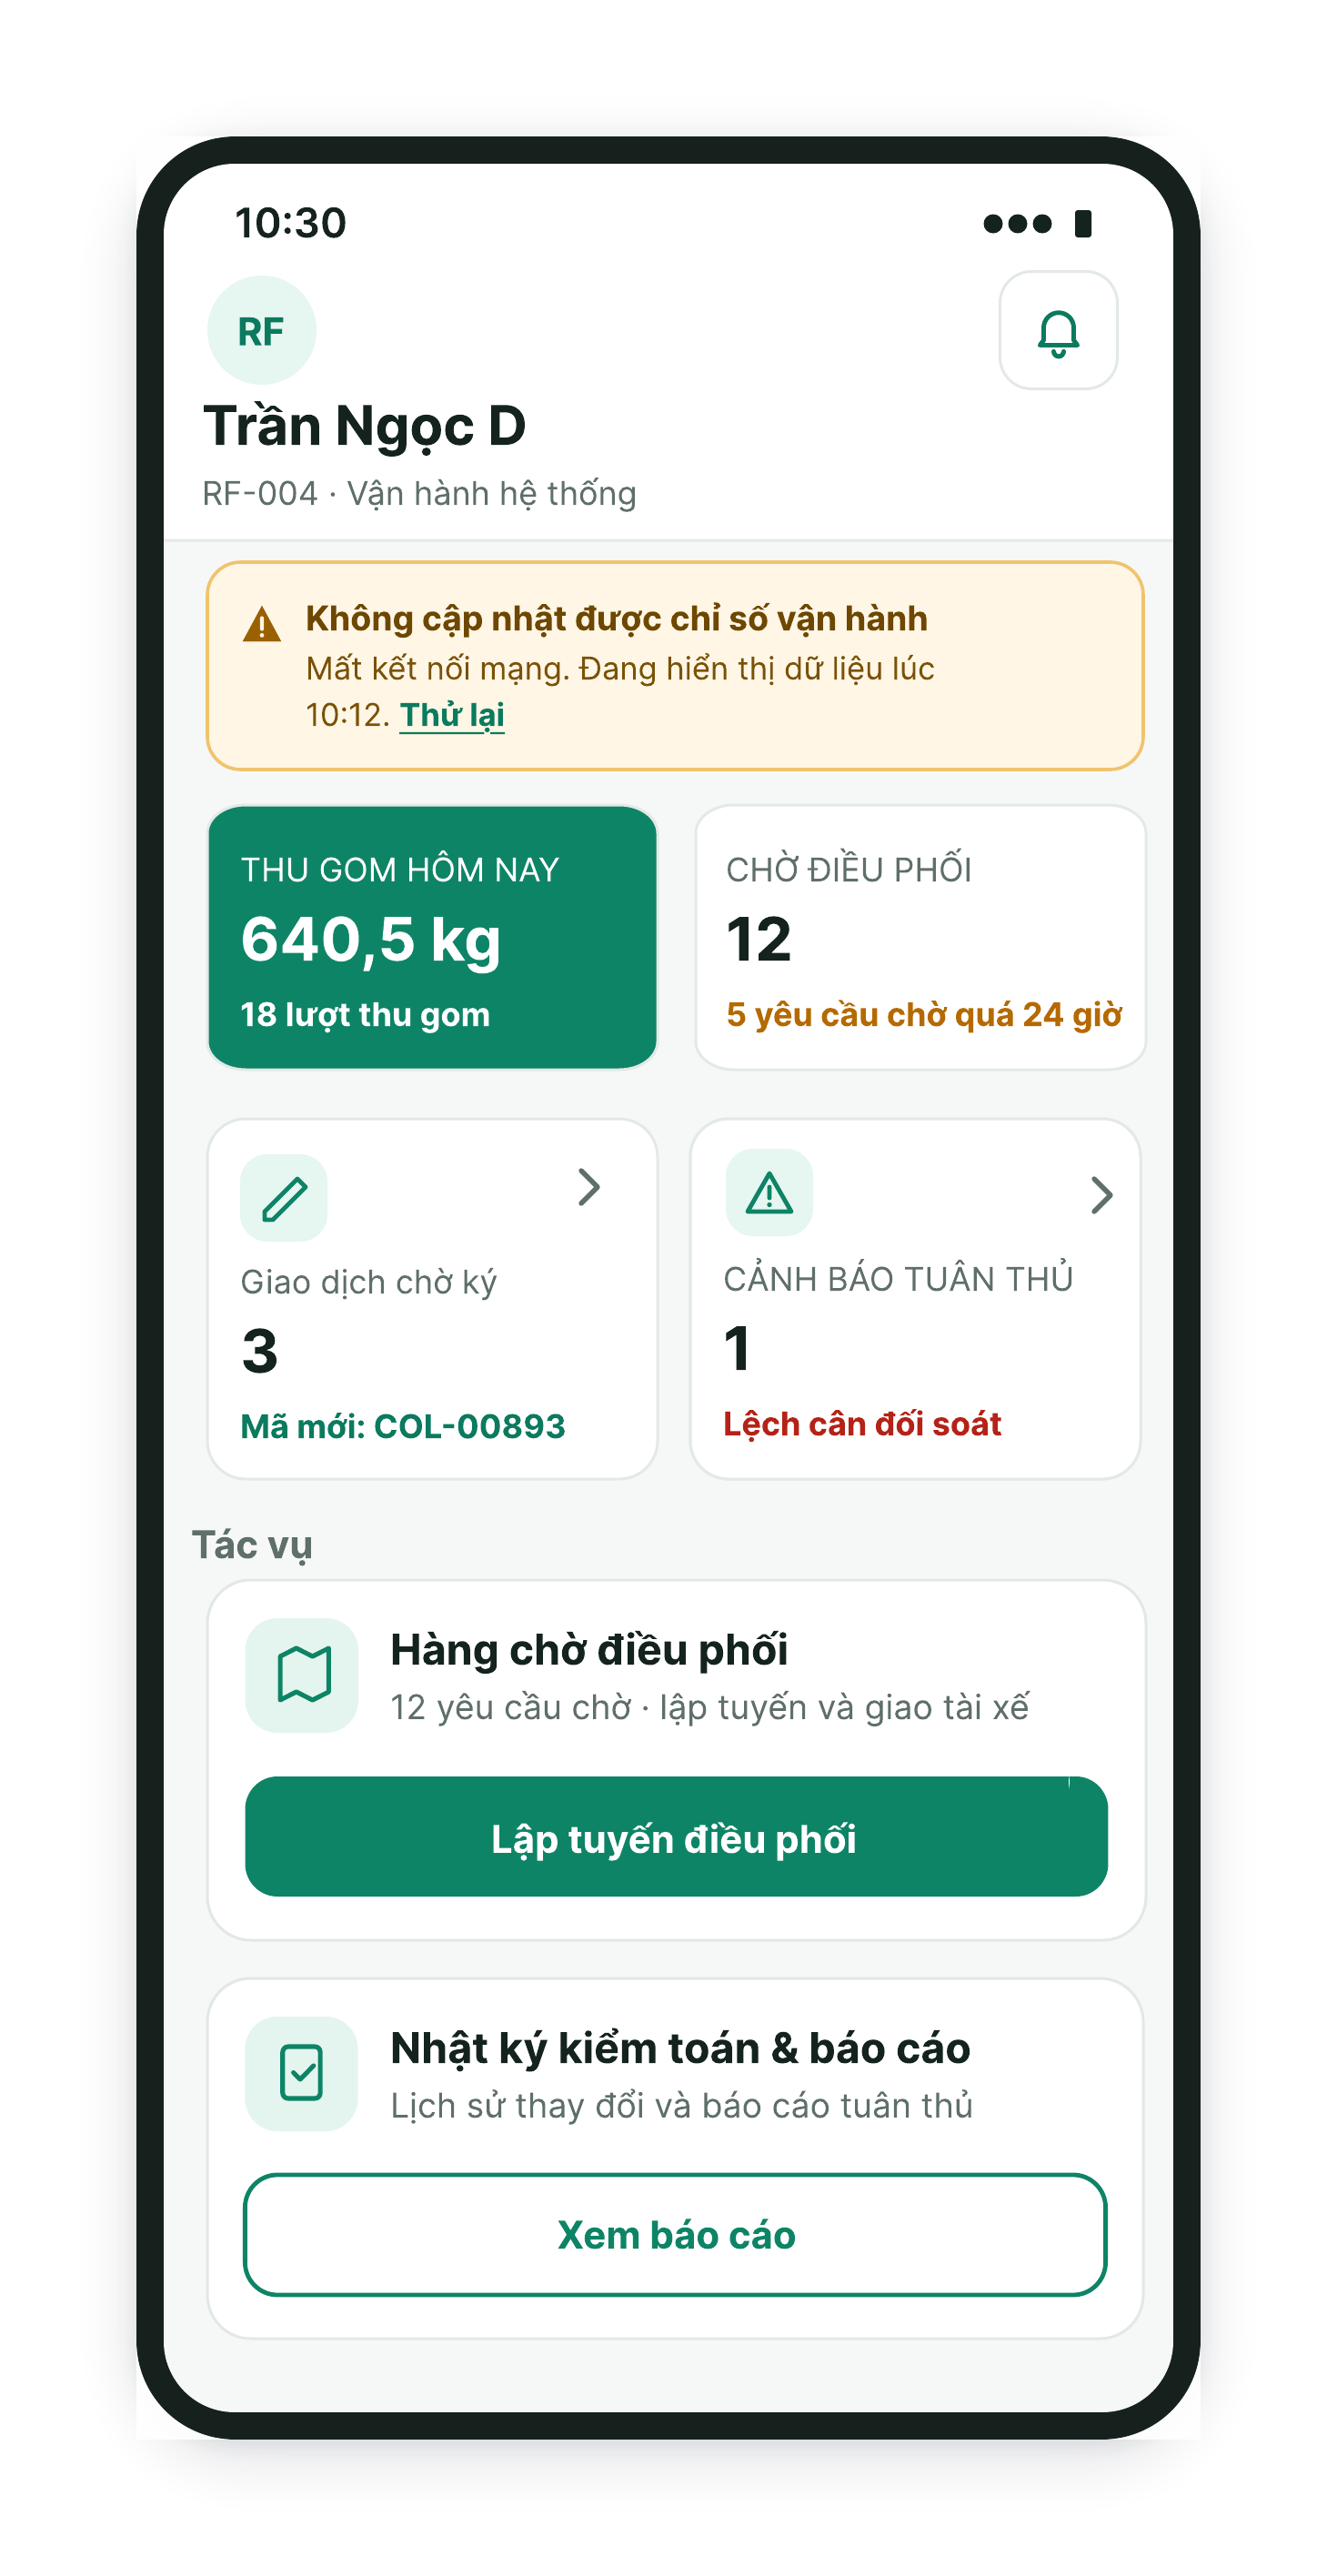 10:30
RF
Trần Ngọc D
RF-004 · Vận hành hệ thống
Không cập nhật được chỉ số vận hành
Mất kết nối mạng. Đang hiển thị dữ liệu lúc
10:12. Thử lại
THU GOM HÔM NAY
640,5 kg
18 lượt thu gom
CHỜ ĐIỀU PHỐI
12
5 yêu cầu chờ quá 24 giờ
Giao dịch chờ ký
3
Mã mới: COL-00893
CẢNH BÁO TUÂN THỦ
1
Lệch cân đối soát
Tác vụ
Hàng chờ điều phối
12 yêu cầu chờ · lập tuyến và giao tài xế
Lập tuyến điều phối
Nhật ký kiểm toán & báo cáo
Lịch sử thay đổi và báo cáo tuân thủ
Xem báo cáo